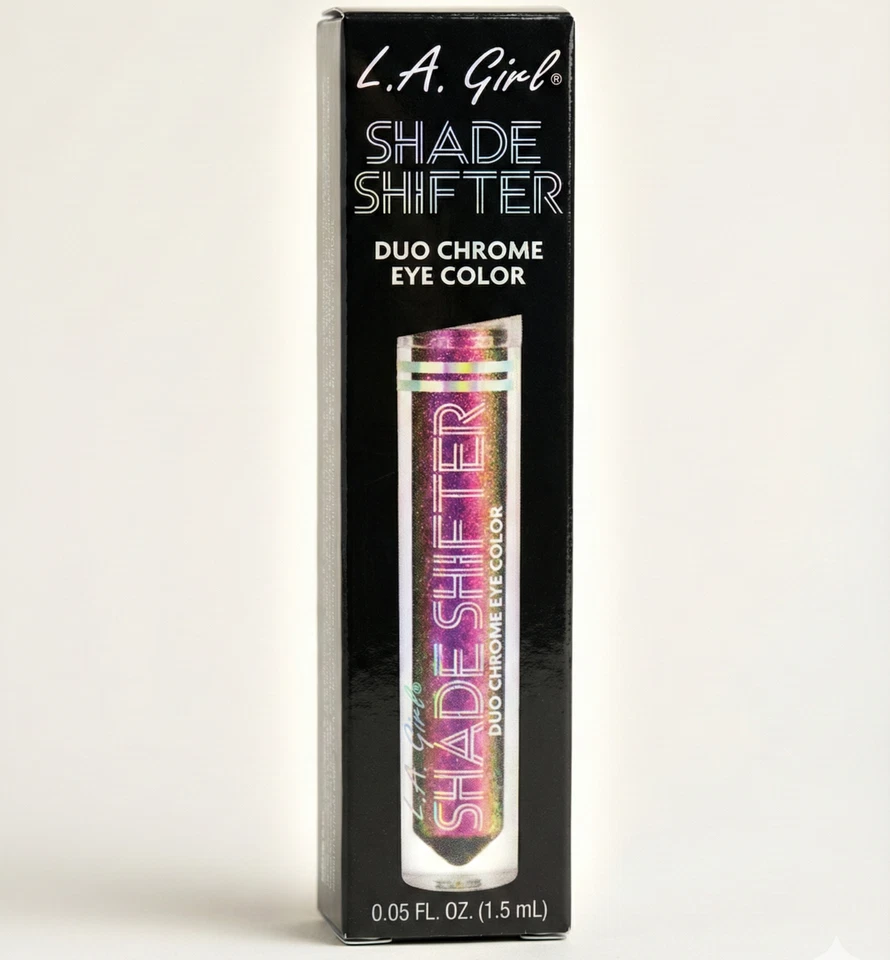 L.A. Girl®
SHADE
SHIFTER
DUO CHROME
EYE COLOR
L.A. Girl®
SHADE SHIFTER
DUO CHROME EYE COLOR
0.05 FL. OZ. (1.5 mL)